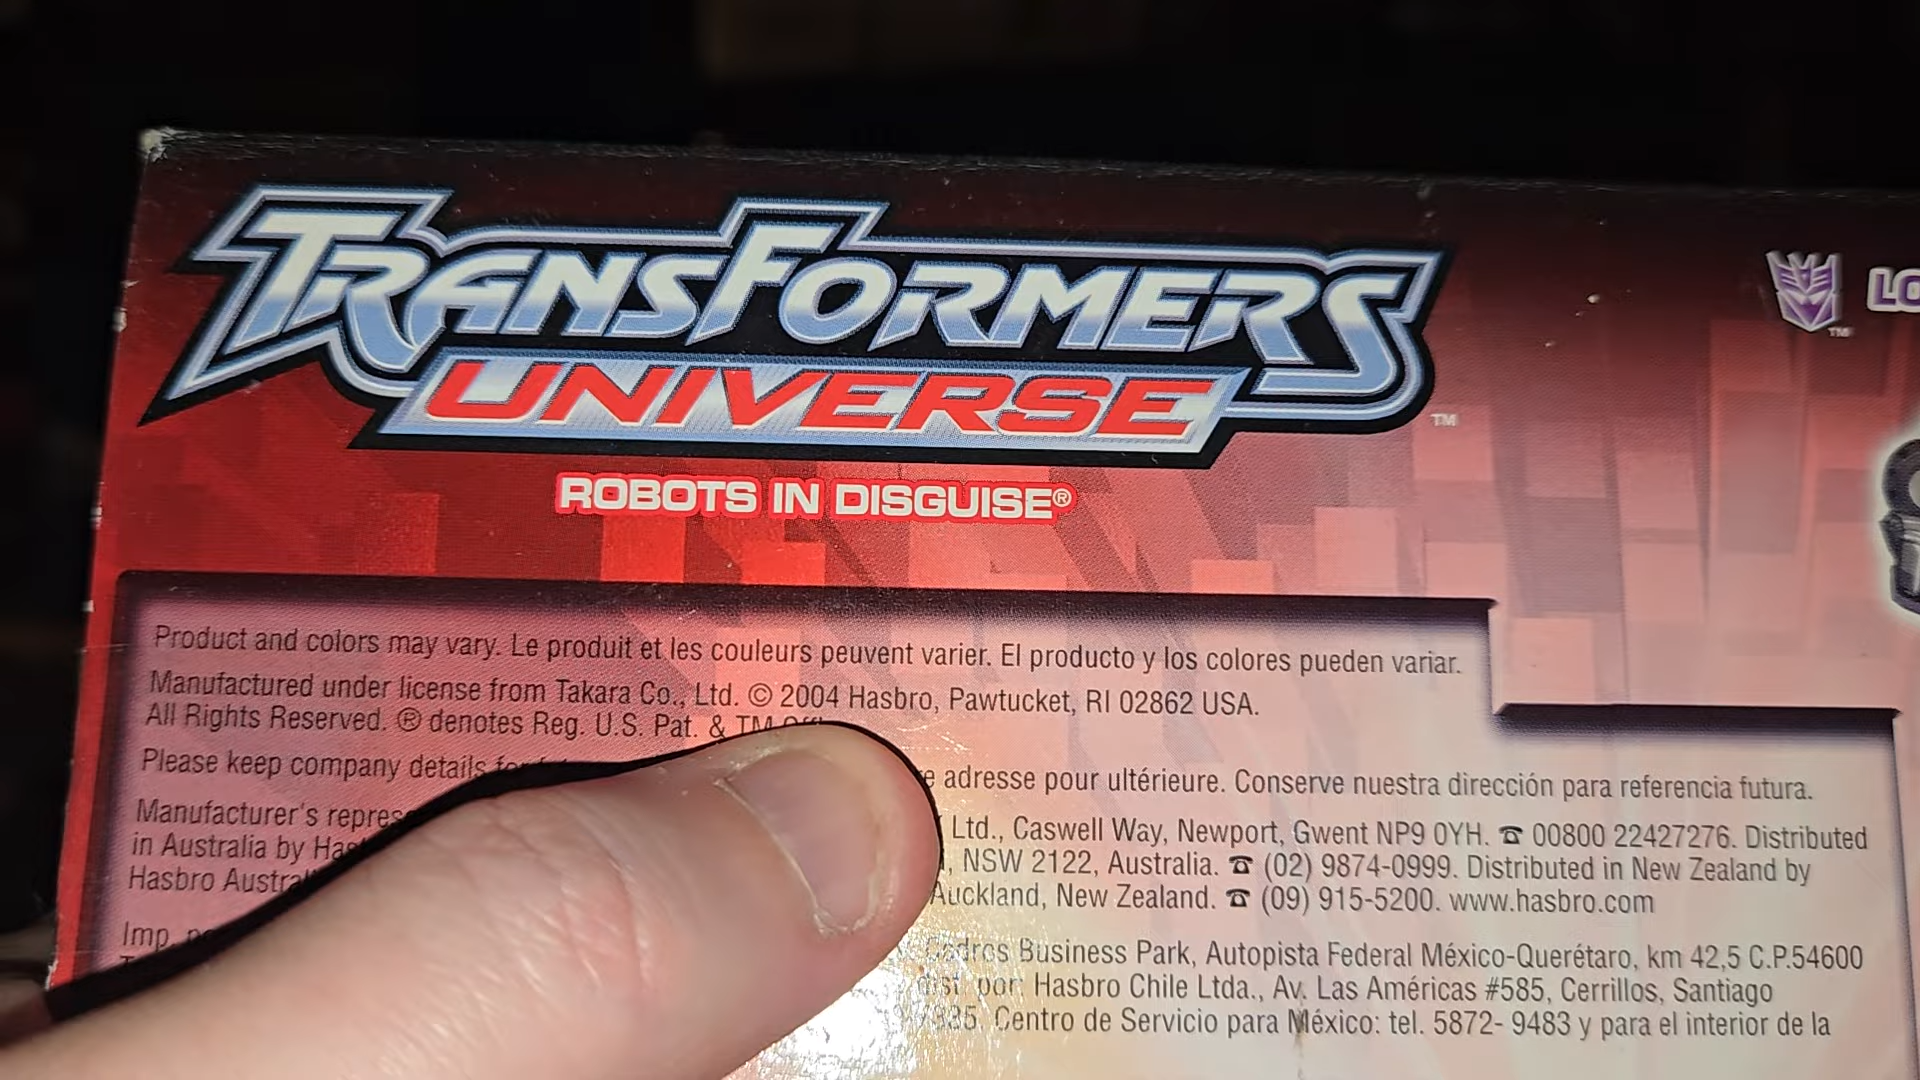 TRANSFORMERS
UNIVERSE
TM
ROBOTS IN DISGUISE®
TM
LO
Product and colors may vary. Le produit et les couleurs peuvent varier. El producto y los colores pueden variar.
Manufactured under license from Takara Co., Ltd. © 2004 Hasbro, Pawtucket, RI 02862 USA.
All Rights Reserved. ® denotes Reg. U.S. Pat. & TM
Please keep company details adresse pour ultérieure. Conserve nuestra dirección para referencia futura.
Manufacturer's Ltd., Caswell Way, Newport, Gwent NP9 0YH. ☎ 00800 22427276. Distributed
in Australia by NSW 2122, Australia. ☎ (02) 9874-0999. Distributed in New Zealand by
Hasbro Auckland, New Zealand. ☎ (09) 915-5200. www.hasbro.com
Imp. Business Park, Autopista Federal México-Querétaro, km 42,5 C.P.54600
por: Hasbro Chile Ltda., Av. Las Américas #585, Cerrillos, Santiago
Centro de Servicio para México: tel. 5872- 9483 y para el interior de la